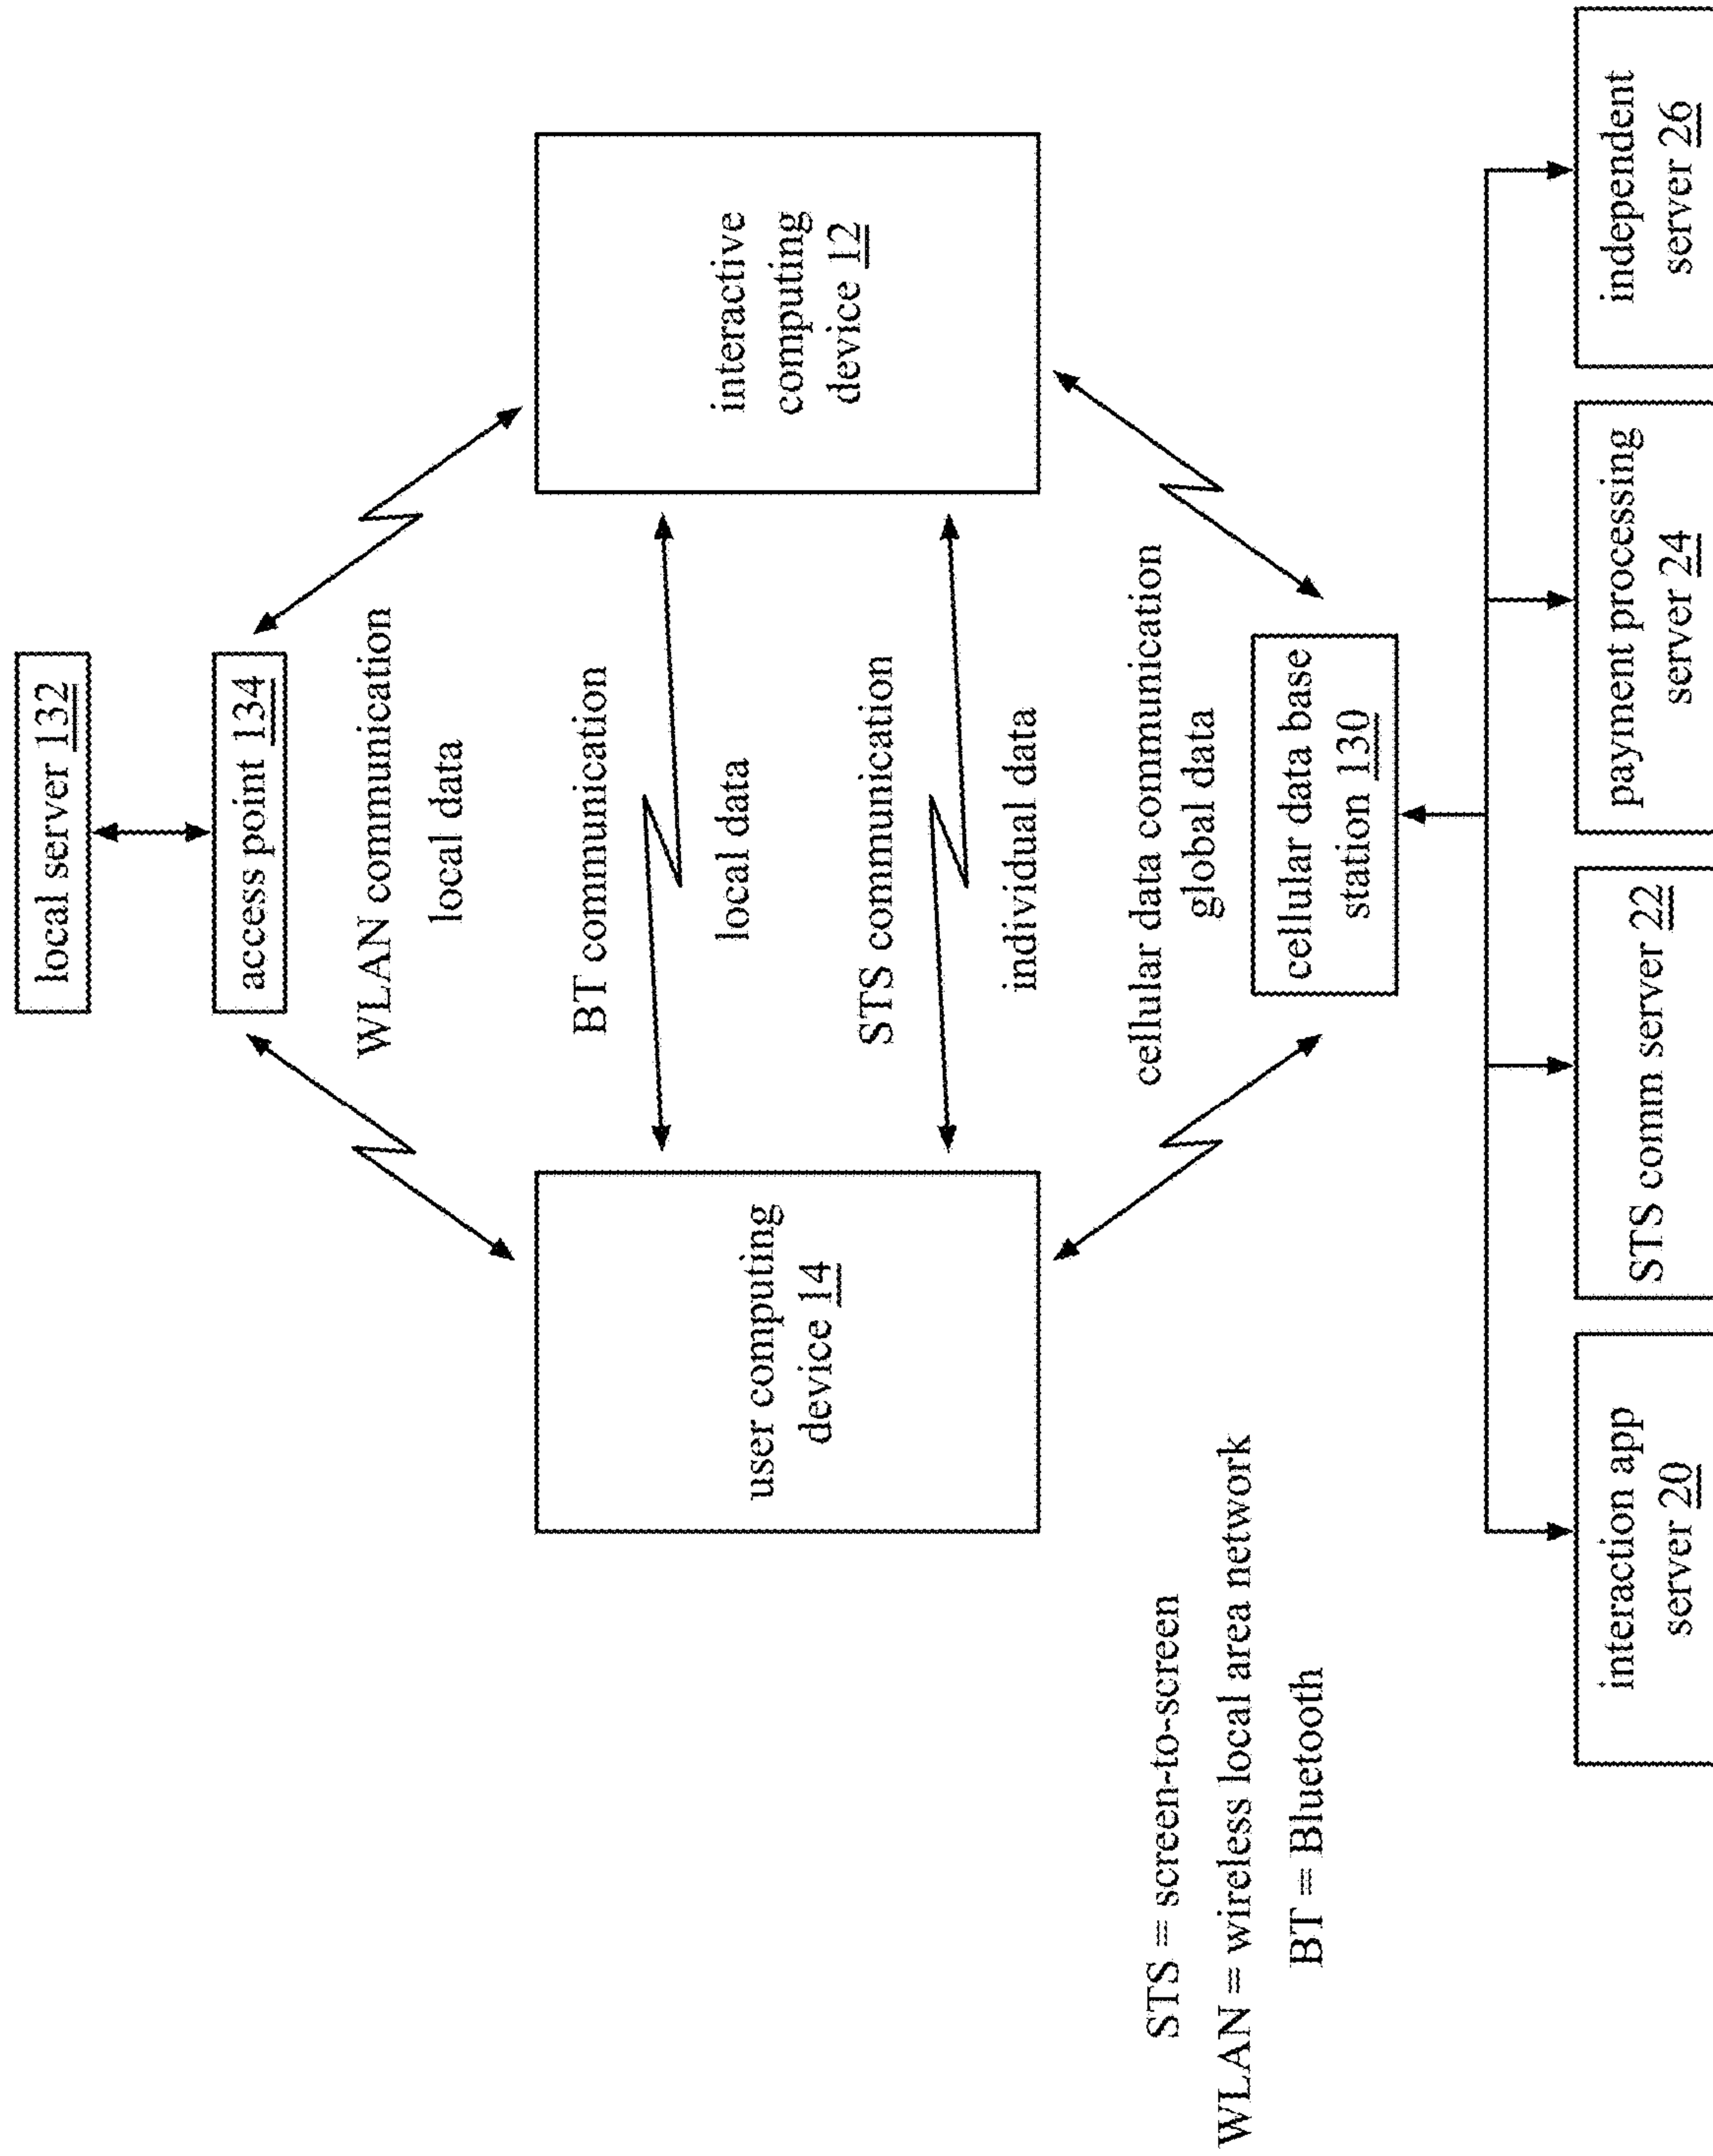 local server 132
access point 134
WLAN communication
local data
BT communication
local data
STS communication
individual data
cellular data communication
global data
user computing
device 14
interactive
computing
device 12
cellular data base
station 130
STS = screen-to-screen
WLAN = wireless local area network
BT = Bluetooth
interaction app
server 20
STS comm server 22
payment processing
server 24
independent
server 26